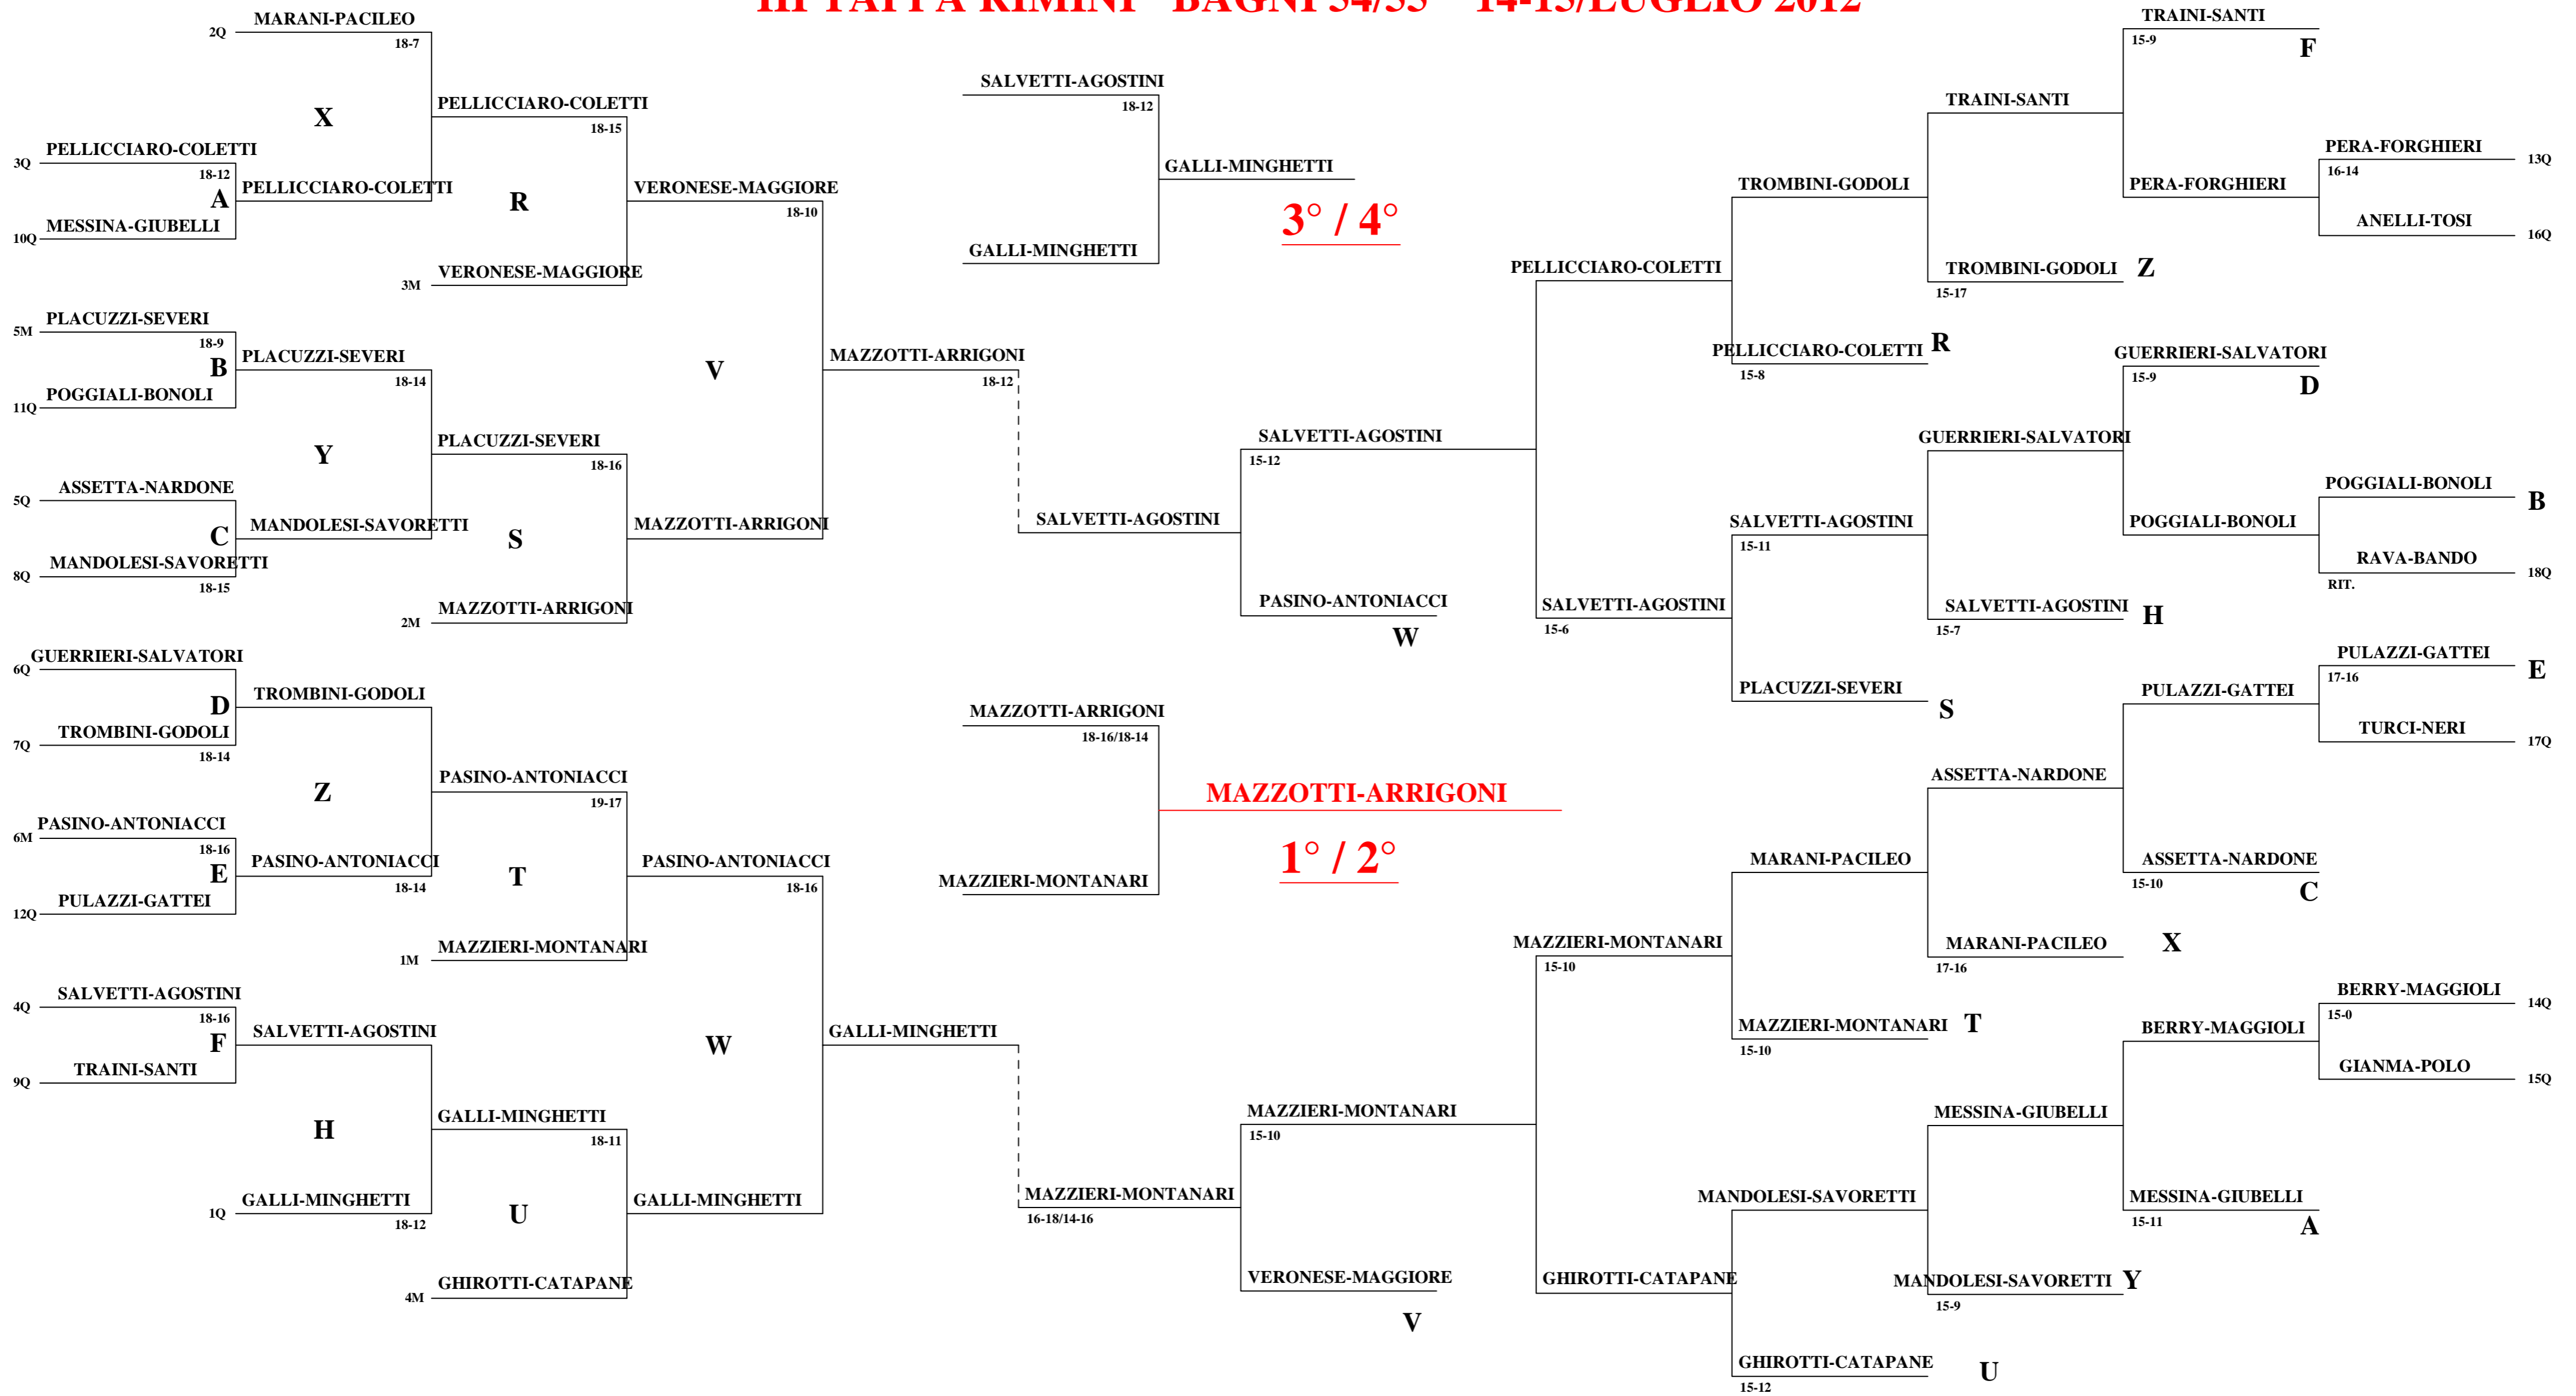 III TAPPA RIMINI BAGNI 54/55 14-15/LUGLIO 2012
MARANI-PACILEO
2Q
18-7
X
PELLICCIARO-COLETTI
18-15
PELLICCIARO-COLETTI
3Q
18-12
A
PELLICCIARO-COLETTI
MESSINA-GIUBELLI
10Q
R
VERONESE-MAGGIORE
18-10
VERONESE-MAGGIORE
3M
PLACUZZI-SEVERI
5M
18-9
B
PLACUZZI-SEVERI
18-14
POGGIALI-BONOLI
11Q
V
MAZZOTTI-ARRIGONI
18-12
Y
PLACUZZI-SEVERI
18-16
ASSETTA-NARDONE
5Q
C
MANDOLESI-SAVORETTI
MANDOLESI-SAVORETTI
8Q
18-15
S
MAZZOTTI-ARRIGONI
MAZZOTTI-ARRIGONI
2M
GUERRIERI-SALVATORI
6Q
D
TROMBINI-GODOLI
TROMBINI-GODOLI
7Q
18-14
Z
PASINO-ANTONIACCI
19-17
PASINO-ANTONIACCI
6M
18-16
E
PASINO-ANTONIACCI
18-14
PULAZZI-GATTEI
12Q
T
PASINO-ANTONIACCI
18-16
MAZZIERI-MONTANARI
1M
SALVETTI-AGOSTINI
4Q
18-16
F
SALVETTI-AGOSTINI
TRAINI-SANTI
9Q
W
GALLI-MINGHETTI
H
GALLI-MINGHETTI
18-11
GALLI-MINGHETTI
1Q
18-12
U
GALLI-MINGHETTI
GHIROTTI-CATAPANE
4M
SALVETTI-AGOSTINI
18-12
GALLI-MINGHETTI
3° / 4°
GALLI-MINGHETTI
SALVETTI-AGOSTINI
SALVETTI-AGOSTINI
15-12
PASINO-ANTONIACCI
W
MAZZOTTI-ARRIGONI
18-16/18-14
MAZZOTTI-ARRIGONI
1° / 2°
MAZZIERI-MONTANARI
MAZZIERI-MONTANARI
15-10
MAZZIERI-MONTANARI
16-18/14-16
VERONESE-MAGGIORE
V
TRAINI-SANTI
15-9
F
TRAINI-SANTI
PERA-FORGHIERI
13Q
16-14
PERA-FORGHIERI
ANELLI-TOSI
16Q
TROMBINI-GODOLI
TROMBINI-GODOLI
Z
15-17
PELLICCIARO-COLETTI
PELLICCIARO-COLETTI
R
15-8
GUERRIERI-SALVATORI
15-9
D
GUERRIERI-SALVATORI
POGGIALI-BONOLI
B
POGGIALI-BONOLI
RAVA-BANDO
18Q
RIT.
SALVETTI-AGOSTINI
15-11
SALVETTI-AGOSTINI
H
15-7
SALVETTI-AGOSTINI
15-6
PLACUZZI-SEVERI
S
PULAZZI-GATTEI
E
17-16
PULAZZI-GATTEI
TURCI-NERI
17Q
ASSETTA-NARDONE
ASSETTA-NARDONE
15-10
C
MARANI-PACILEO
MARANI-PACILEO
X
17-16
MAZZIERI-MONTANARI
15-10
MAZZIERI-MONTANARI
T
15-10
BERRY-MAGGIOLI
14Q
15-0
BERRY-MAGGIOLI
GIANMA-POLO
15Q
MESSINA-GIUBELLI
MESSINA-GIUBELLI
15-11
A
MANDOLESI-SAVORETTI
MANDOLESI-SAVORETTI
Y
15-9
GHIROTTI-CATAPANE
GHIROTTI-CATAPANE
U
15-12